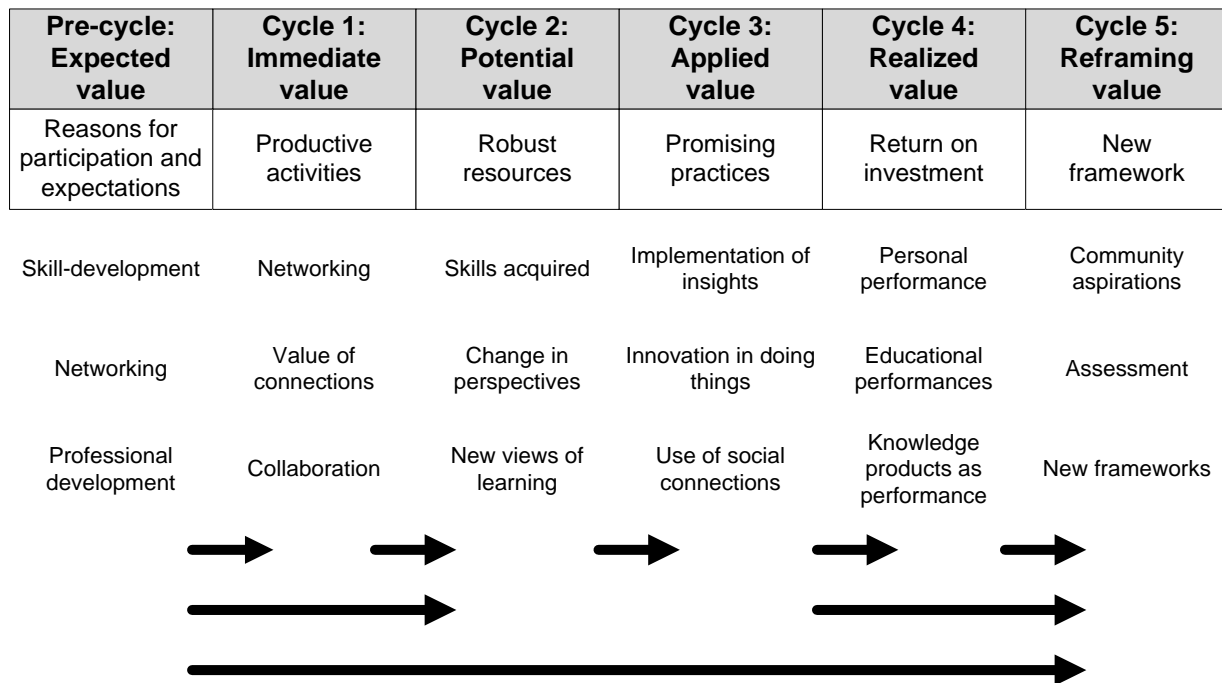 Pre-cycle:
Expected
value
Cycle 1:
Immediate
value
Cycle 2:
Potential
value
Cycle 3:
Applied
value
Cycle 4:
Realized
value
Cycle 5:
Reframing
value
Reasons for
participation and
expectations
Productive
activities
Robust
resources
Promising
practices
Return on
investment
New
framework
Skill-development
Networking
Skills acquired
Implementation of
insights
Personal
performance
Community
aspirations
Networking
Value of
connections
Change in
perspectives
Innovation in doing
things
Educational
performances
Assessment
Professional
development
Collaboration
New views of
learning
Use of social
connections
Knowledge
products as
performance
New frameworks